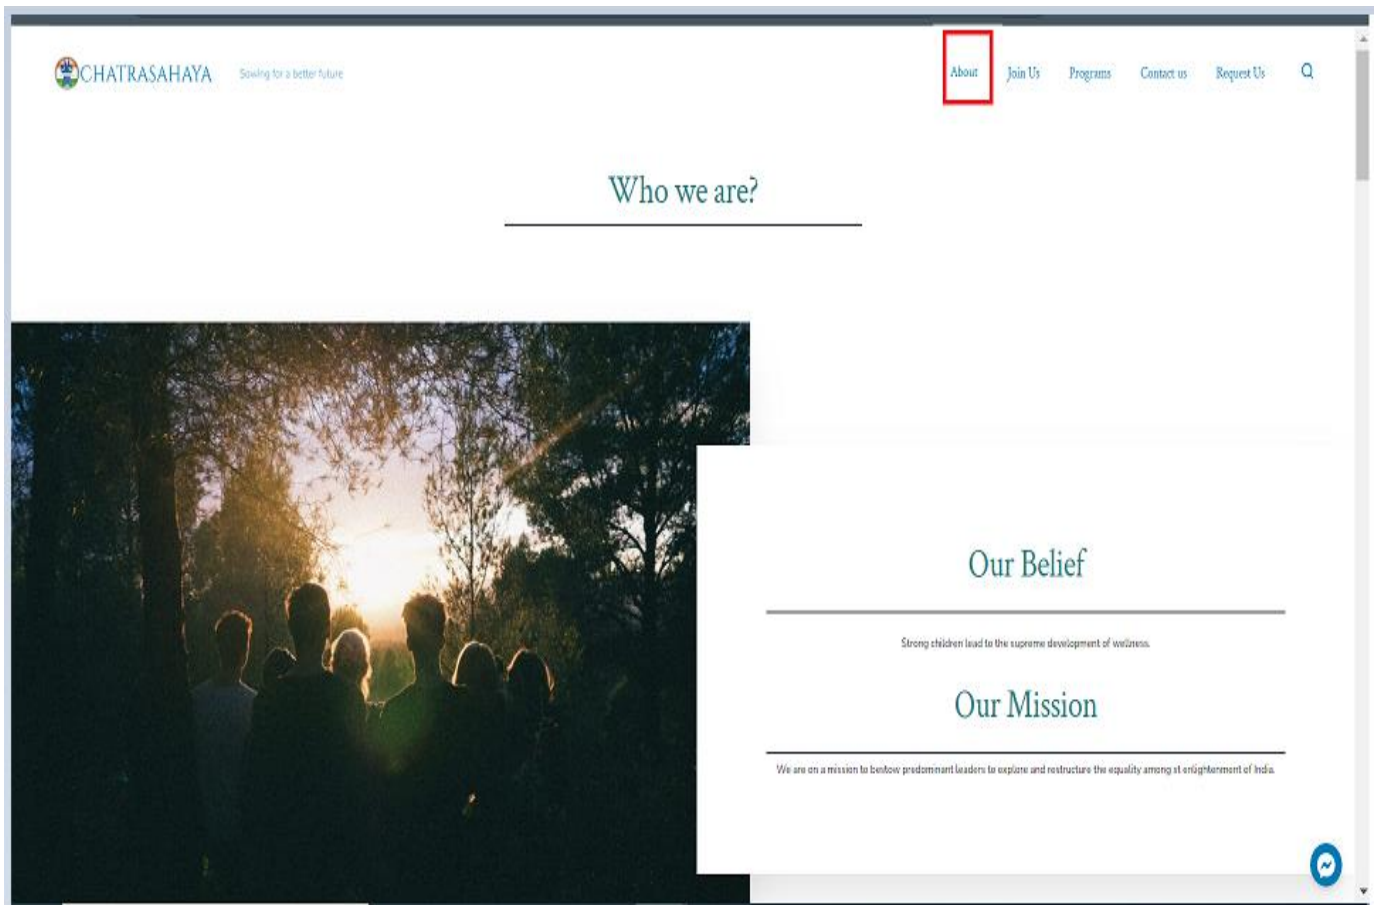 CHATRASAHAYA Sowing for a better future About Join Us Programs Contact us Request Us
Who we are?
Our Belief
Strong children lead to the supreme development of wellness.
Our Mission
We are on a mission to bestow predominant leaders to explore and restructure the equality among st enlightenment of India.